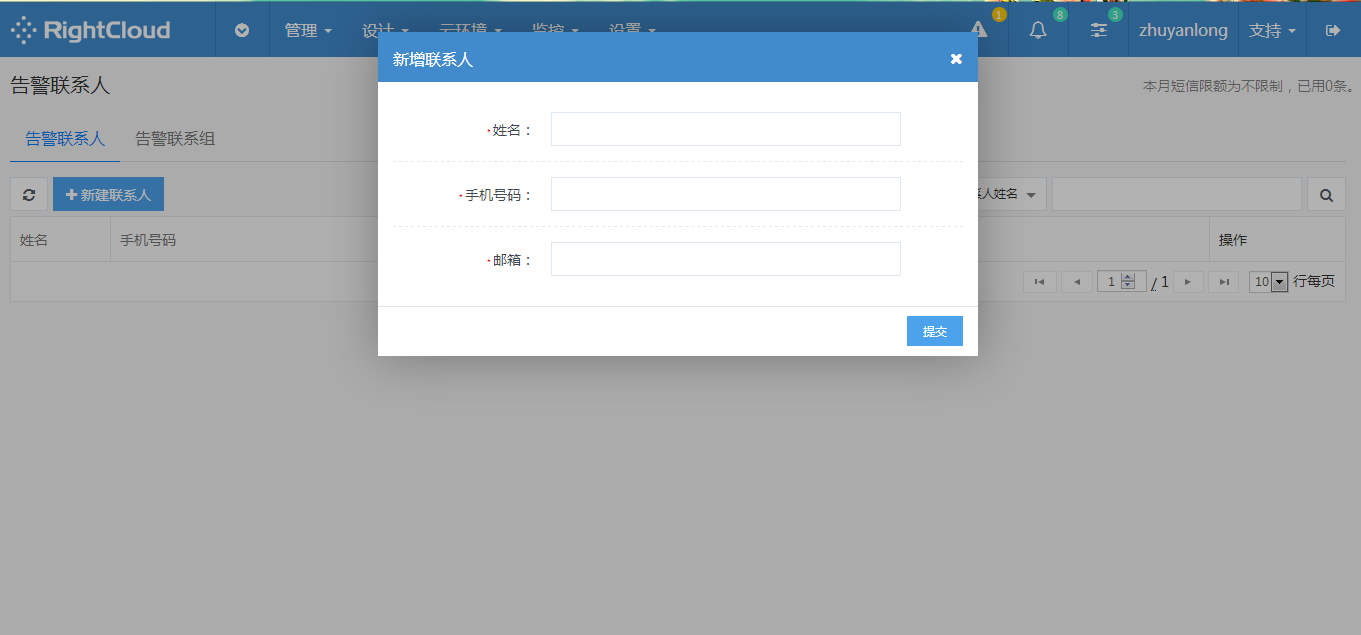 RightCloud 管理 设计 云环境 监控 设置 1 8 3 zhuyanlong 支持
新增联系人
告警联系人
本月短信限额为不限制，已用0条。
告警联系人 告警联系组
姓名：
新建联系人
手机号码：
人姓名
姓名 手机号码 操作
邮箱：
1 / 1 10 行每页
提交